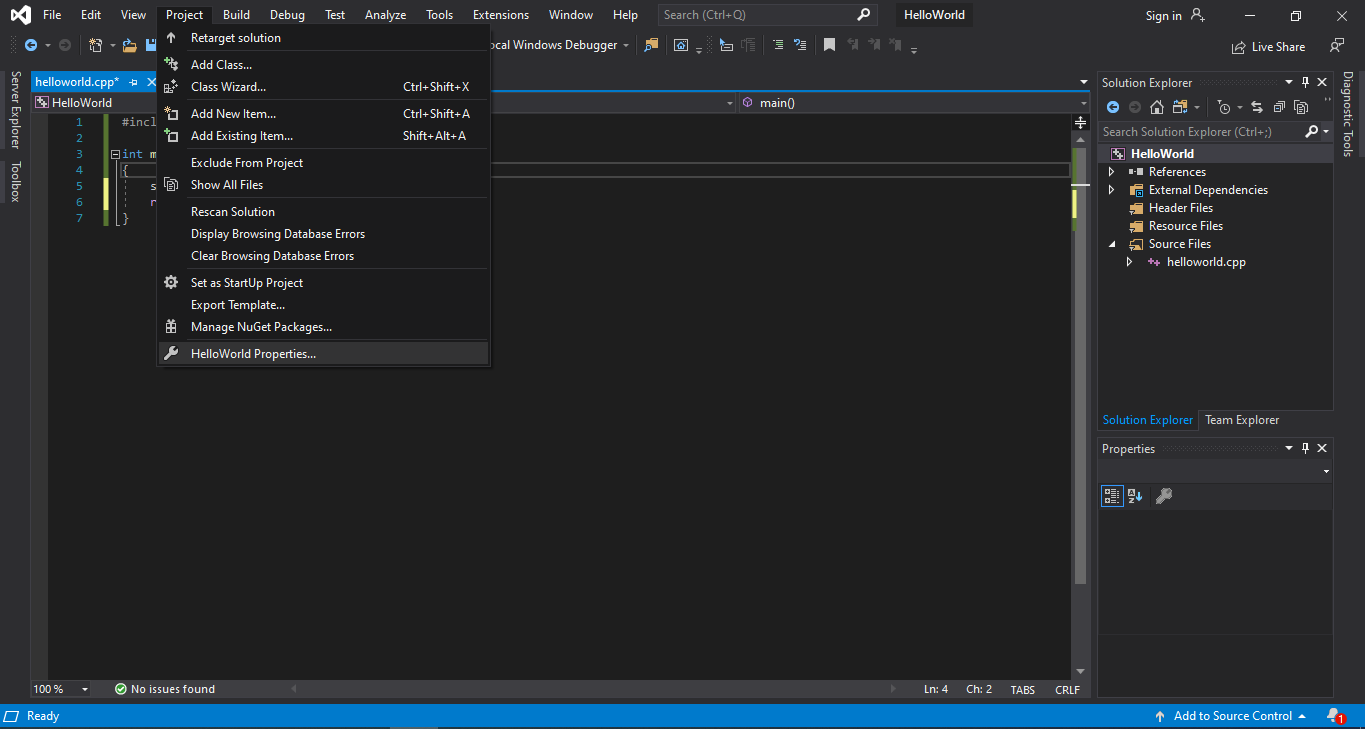 File Edit View Project Build Debug Test Analyze Tools Extensions Window Help Search (Ctrl+Q) HelloWorld Sign in
Local Windows Debugger Live Share
Retarget solution
Add Class...
Class Wizard... Ctrl+Shift+X
Add New Item... Ctrl+Shift+A
Add Existing Item... Shift+Alt+A
Exclude From Project
Show All Files
Rescan Solution
Display Browsing Database Errors
Clear Browsing Database Errors
Set as StartUp Project
Export Template...
Manage NuGet Packages...
HelloWorld Properties...
Server Explorer
Toolbox
helloworld.cpp*
HelloWorld main()
1 #incl
2
3 int m
4 {
5 s
6 r
7 }
100 % No issues found Ln: 4 Ch: 2 TABS CRLF
Solution Explorer
Search Solution Explorer (Ctrl+;)
HelloWorld
References
External Dependencies
Header Files
Resource Files
Source Files
helloworld.cpp
Solution Explorer Team Explorer
Properties
Diagnostic Tools
Ready Add to Source Control 1